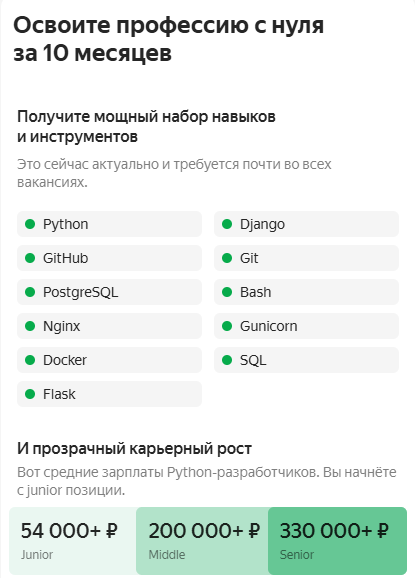 Освоите профессию с нуля
за 10 месяцев
Получите мощный набор навыков
и инструментов
Это сейчас актуально и требуется почти во всех
вакансиях.
Python
Django
GitHub
Git
PostgreSQL
Bash
Nginx
Gunicorn
Docker
SQL
Flask
И прозрачный карьерный рост
Вот средние зарплаты Python-разработчиков. Вы начнёте
с junior позиции.
54 000+ ₽
200 000+ ₽
330 000+ ₽
Junior
Middle
Senior